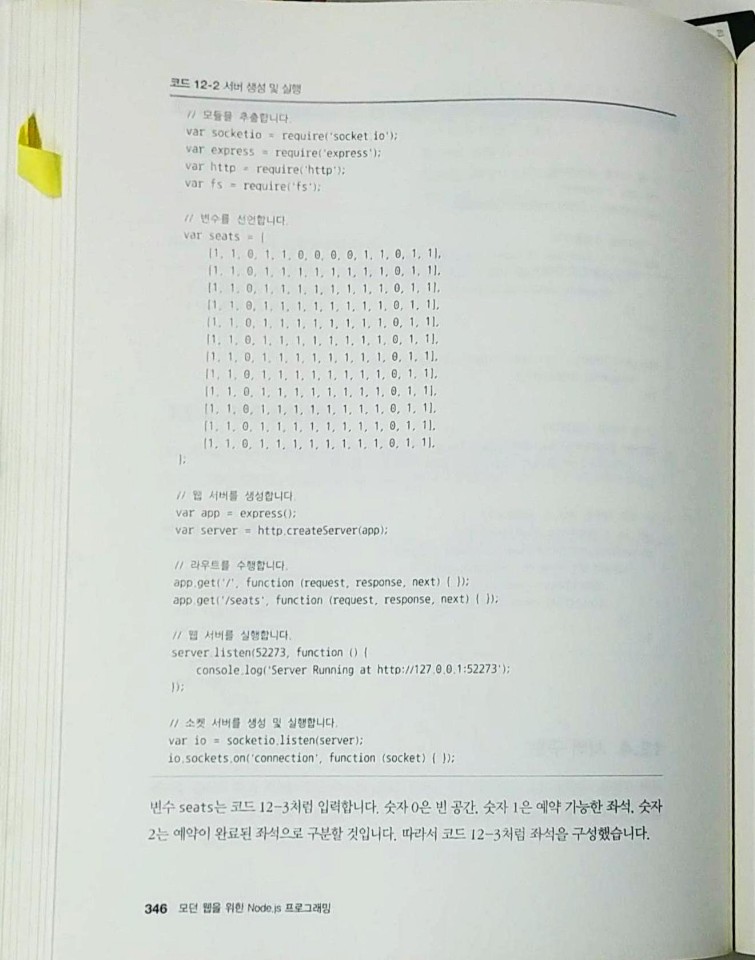 코드 12-2 서버 생성 및 실행
// 모듈을 추출합니다.
var socketio = require('socket.io');
var express = require('express');
var http = require('http');
var fs = require('fs');
// 변수를 선언합니다.
var seats = [
[1, 1, 0, 1, 1, 0, 0, 0, 0, 1, 1, 0, 1, 1],
[1, 1, 0, 1, 1, 1, 1, 1, 1, 1, 1, 0, 1, 1],
[1, 1, 0, 1, 1, 1, 1, 1, 1, 1, 1, 0, 1, 1],
[1, 1, 0, 1, 1, 1, 1, 1, 1, 1, 1, 0, 1, 1],
[1, 1, 0, 1, 1, 1, 1, 1, 1, 1, 1, 0, 1, 1],
[1, 1, 0, 1, 1, 1, 1, 1, 1, 1, 1, 0, 1, 1],
[1, 1, 0, 1, 1, 1, 1, 1, 1, 1, 1, 0, 1, 1],
[1, 1, 0, 1, 1, 1, 1, 1, 1, 1, 1, 0, 1, 1],
[1, 1, 0, 1, 1, 1, 1, 1, 1, 1, 1, 0, 1, 1],
[1, 1, 0, 1, 1, 1, 1, 1, 1, 1, 1, 0, 1, 1],
[1, 1, 0, 1, 1, 1, 1, 1, 1, 1, 1, 0, 1, 1],
[1, 1, 0, 1, 1, 1, 1, 1, 1, 1, 1, 0, 1, 1],
];
// 웹 서버를 생성합니다.
var app = express();
var server = http.createServer(app);
// 라우트를 수행합니다.
app.get('/', function (request, response, next) { });
app.get('/seats', function (request, response, next) { });
// 웹 서버를 실행합니다.
server.listen(52273, function () {
console.log('Server Running at http://127.0.0.1:52273');
});
// 소켓 서버를 생성 및 실행합니다.
var io = socketio.listen(server);
io.sockets.on('connection', function (socket) { });
변수 seats는 코드 12-3처럼 입력합니다. 숫자 0은 빈 공간, 숫자 1은 예약 가능한 좌석, 숫자
2는 예약이 완료된 좌석으로 구분할 것입니다. 따라서 코드 12-3처럼 좌석을 구성했습니다.
346 모던 웹을 위한 Node.js 프로그래밍